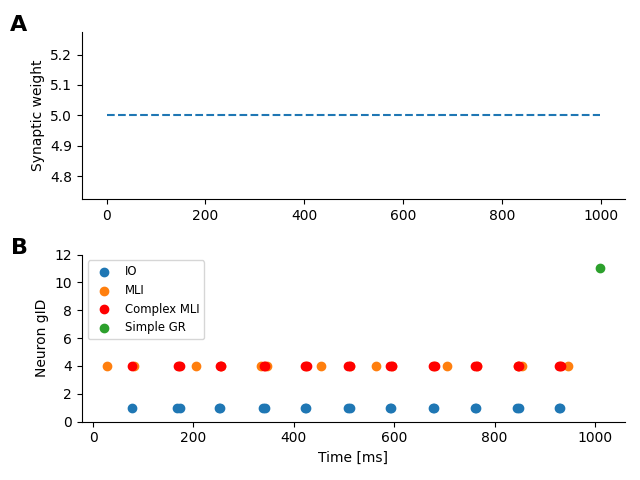 A
5.2
5.1
5.0
4.9
4.8
Synaptic weight
0 200 400 600 800 1000
B
12
10
8
6
4
2
0
Neuron gID
IO
MLI
Complex MLI
Simple GR
0 200 400 600 800 1000
Time [ms]